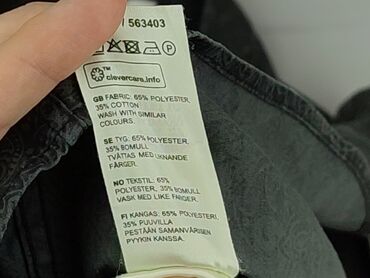 / 563403
clevercare.info
GB FABRIC: 65% POLYESTER,
35% COTTON
WASH WITH SIMILAR
COLOURS.
SE TYG: 65% POLYESTER,
35% BOMULL
TVÄTTAS MED LIKNANDE
FÄRGER.
NO TEKSTIL: 65%
POLYESTER, 35% BOMULL
VASK MED LIKE FARGER.
FI KANGAS: 65% POLYESTERI,
35% PUUVILLA
PESTÄÄN SAMANVÄRISEN
PYYKIN KANSSA.